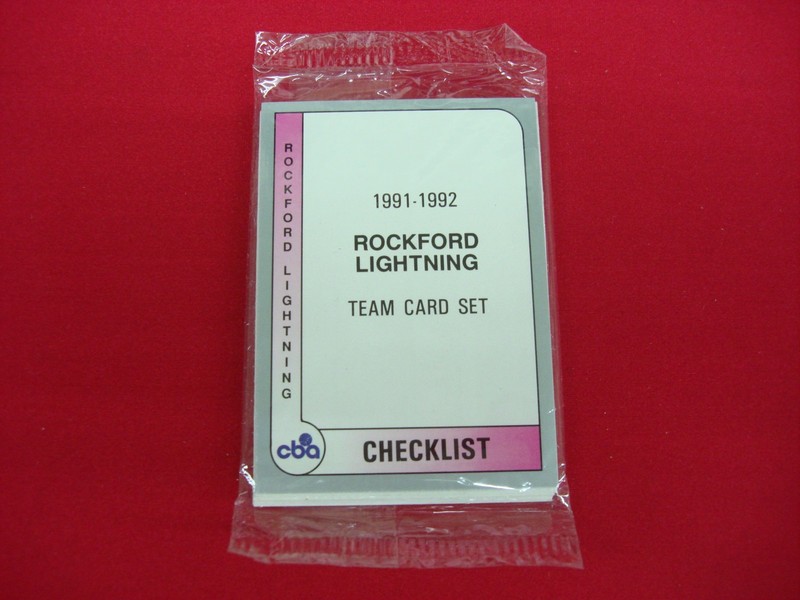 ROCKFORD LIGHTNING
1991-1992
ROCKFORD
LIGHTNING
TEAM CARD SET
cba
CHECKLIST